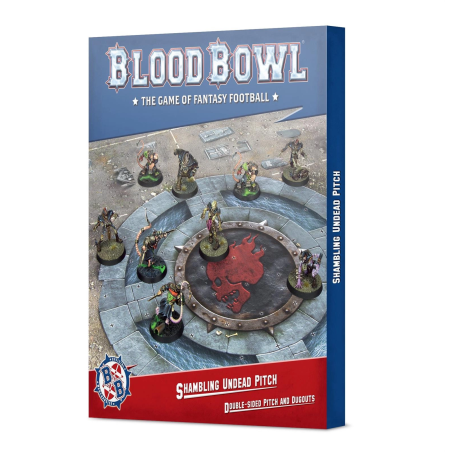 BLOOD BOWL
★ THE GAME OF FANTASY FOOTBALL ★
SHAMBLING UNDEAD PITCH
SHAMBLING UNDEAD PITCH
DOUBLE-SIDED PITCH AND DUGOUTS
B
B